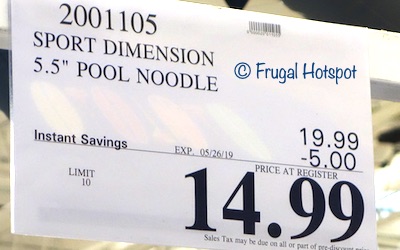 2001105
SPORT DIMENSION
5.5" POOL NOODLE
© Frugal Hotspot
19.99
Instant Savings EXP. 05/26/19 -5.00
LIMIT
10
PRICE AT REGISTER
14.99
Sales Tax may be due on all or part of pre-discount